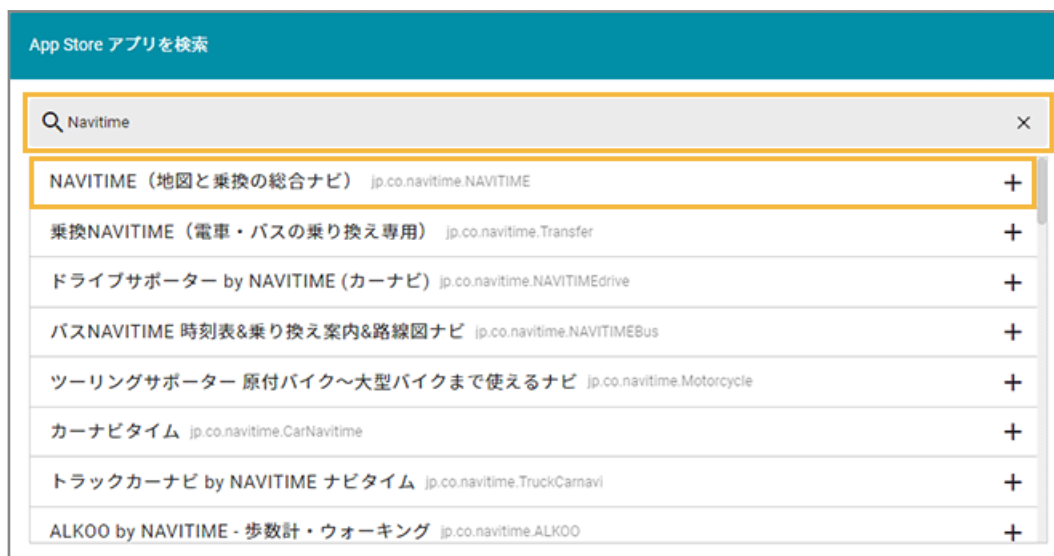 App Store アプリを検索
Navitime
NAVITIME（地図と乗換の総合ナビ） jp.co.navitime.NAVITIME
乗換NAVITIME（電車・バスの乗り換え専用） jp.co.navitime.Transfer
ドライブサポーター by NAVITIME (カーナビ) jp.co.navitime.NAVITIMEdrive
バスNAVITIME 時刻表&乗り換え案内&路線図ナビ jp.co.navitime.NAVITIMEBus
ツーリングサポーター 原付バイク〜大型バイクまで使えるナビ jp.co.navitime.Motorcycle
カーナビタイム jp.co.navitime.CarNavitime
トラックカーナビ by NAVITIME ナビタイム jp.co.navitime.TruckCarnavi
ALKOO by NAVITIME - 歩数計・ウォーキング jp.co.navitime.ALKOO